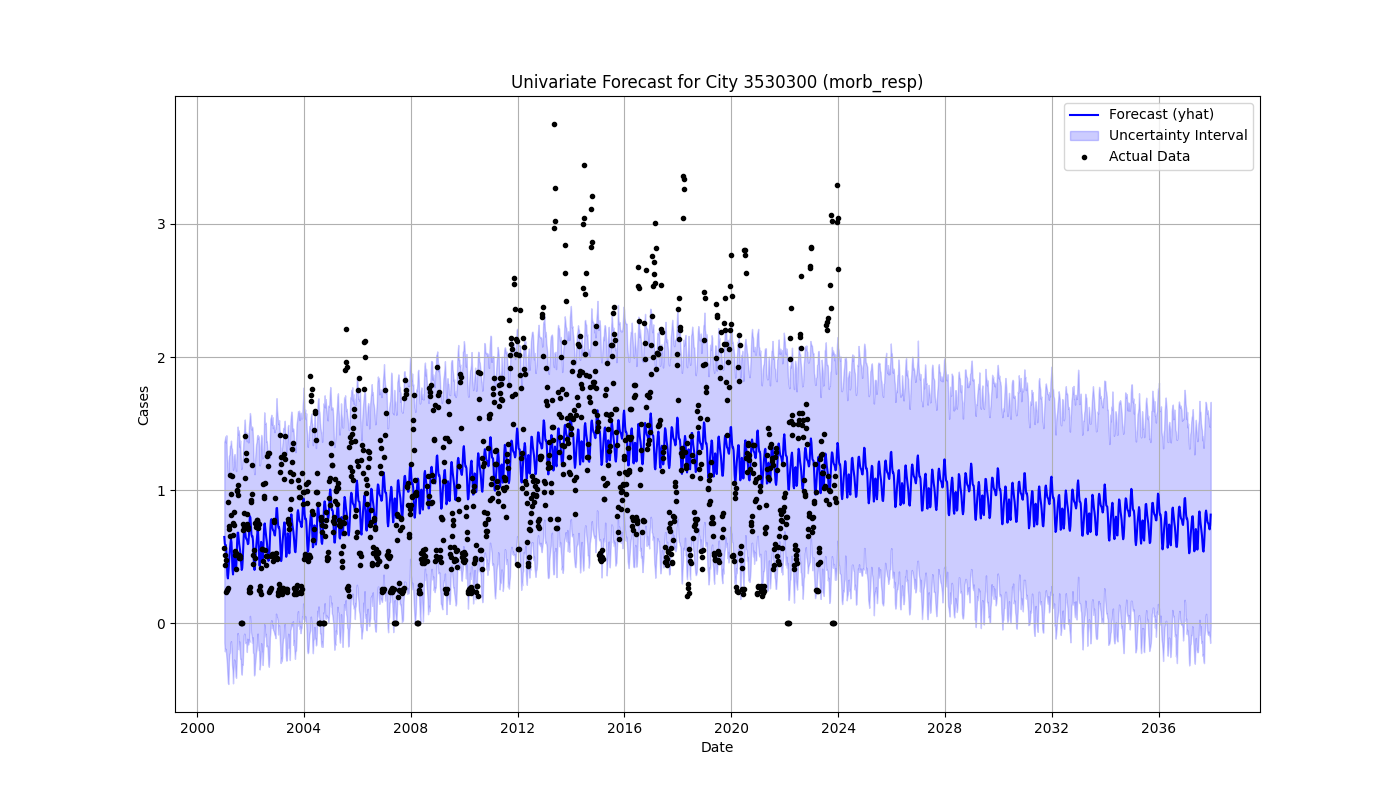 Univariate Forecast for City 3530300 (morb_resp)
Forecast (yhat)
Uncertainty Interval
Actual Data
Cases
3
2
1
0
2000 2004 2008 2012 2016 2020 2024 2028 2032 2036
Date